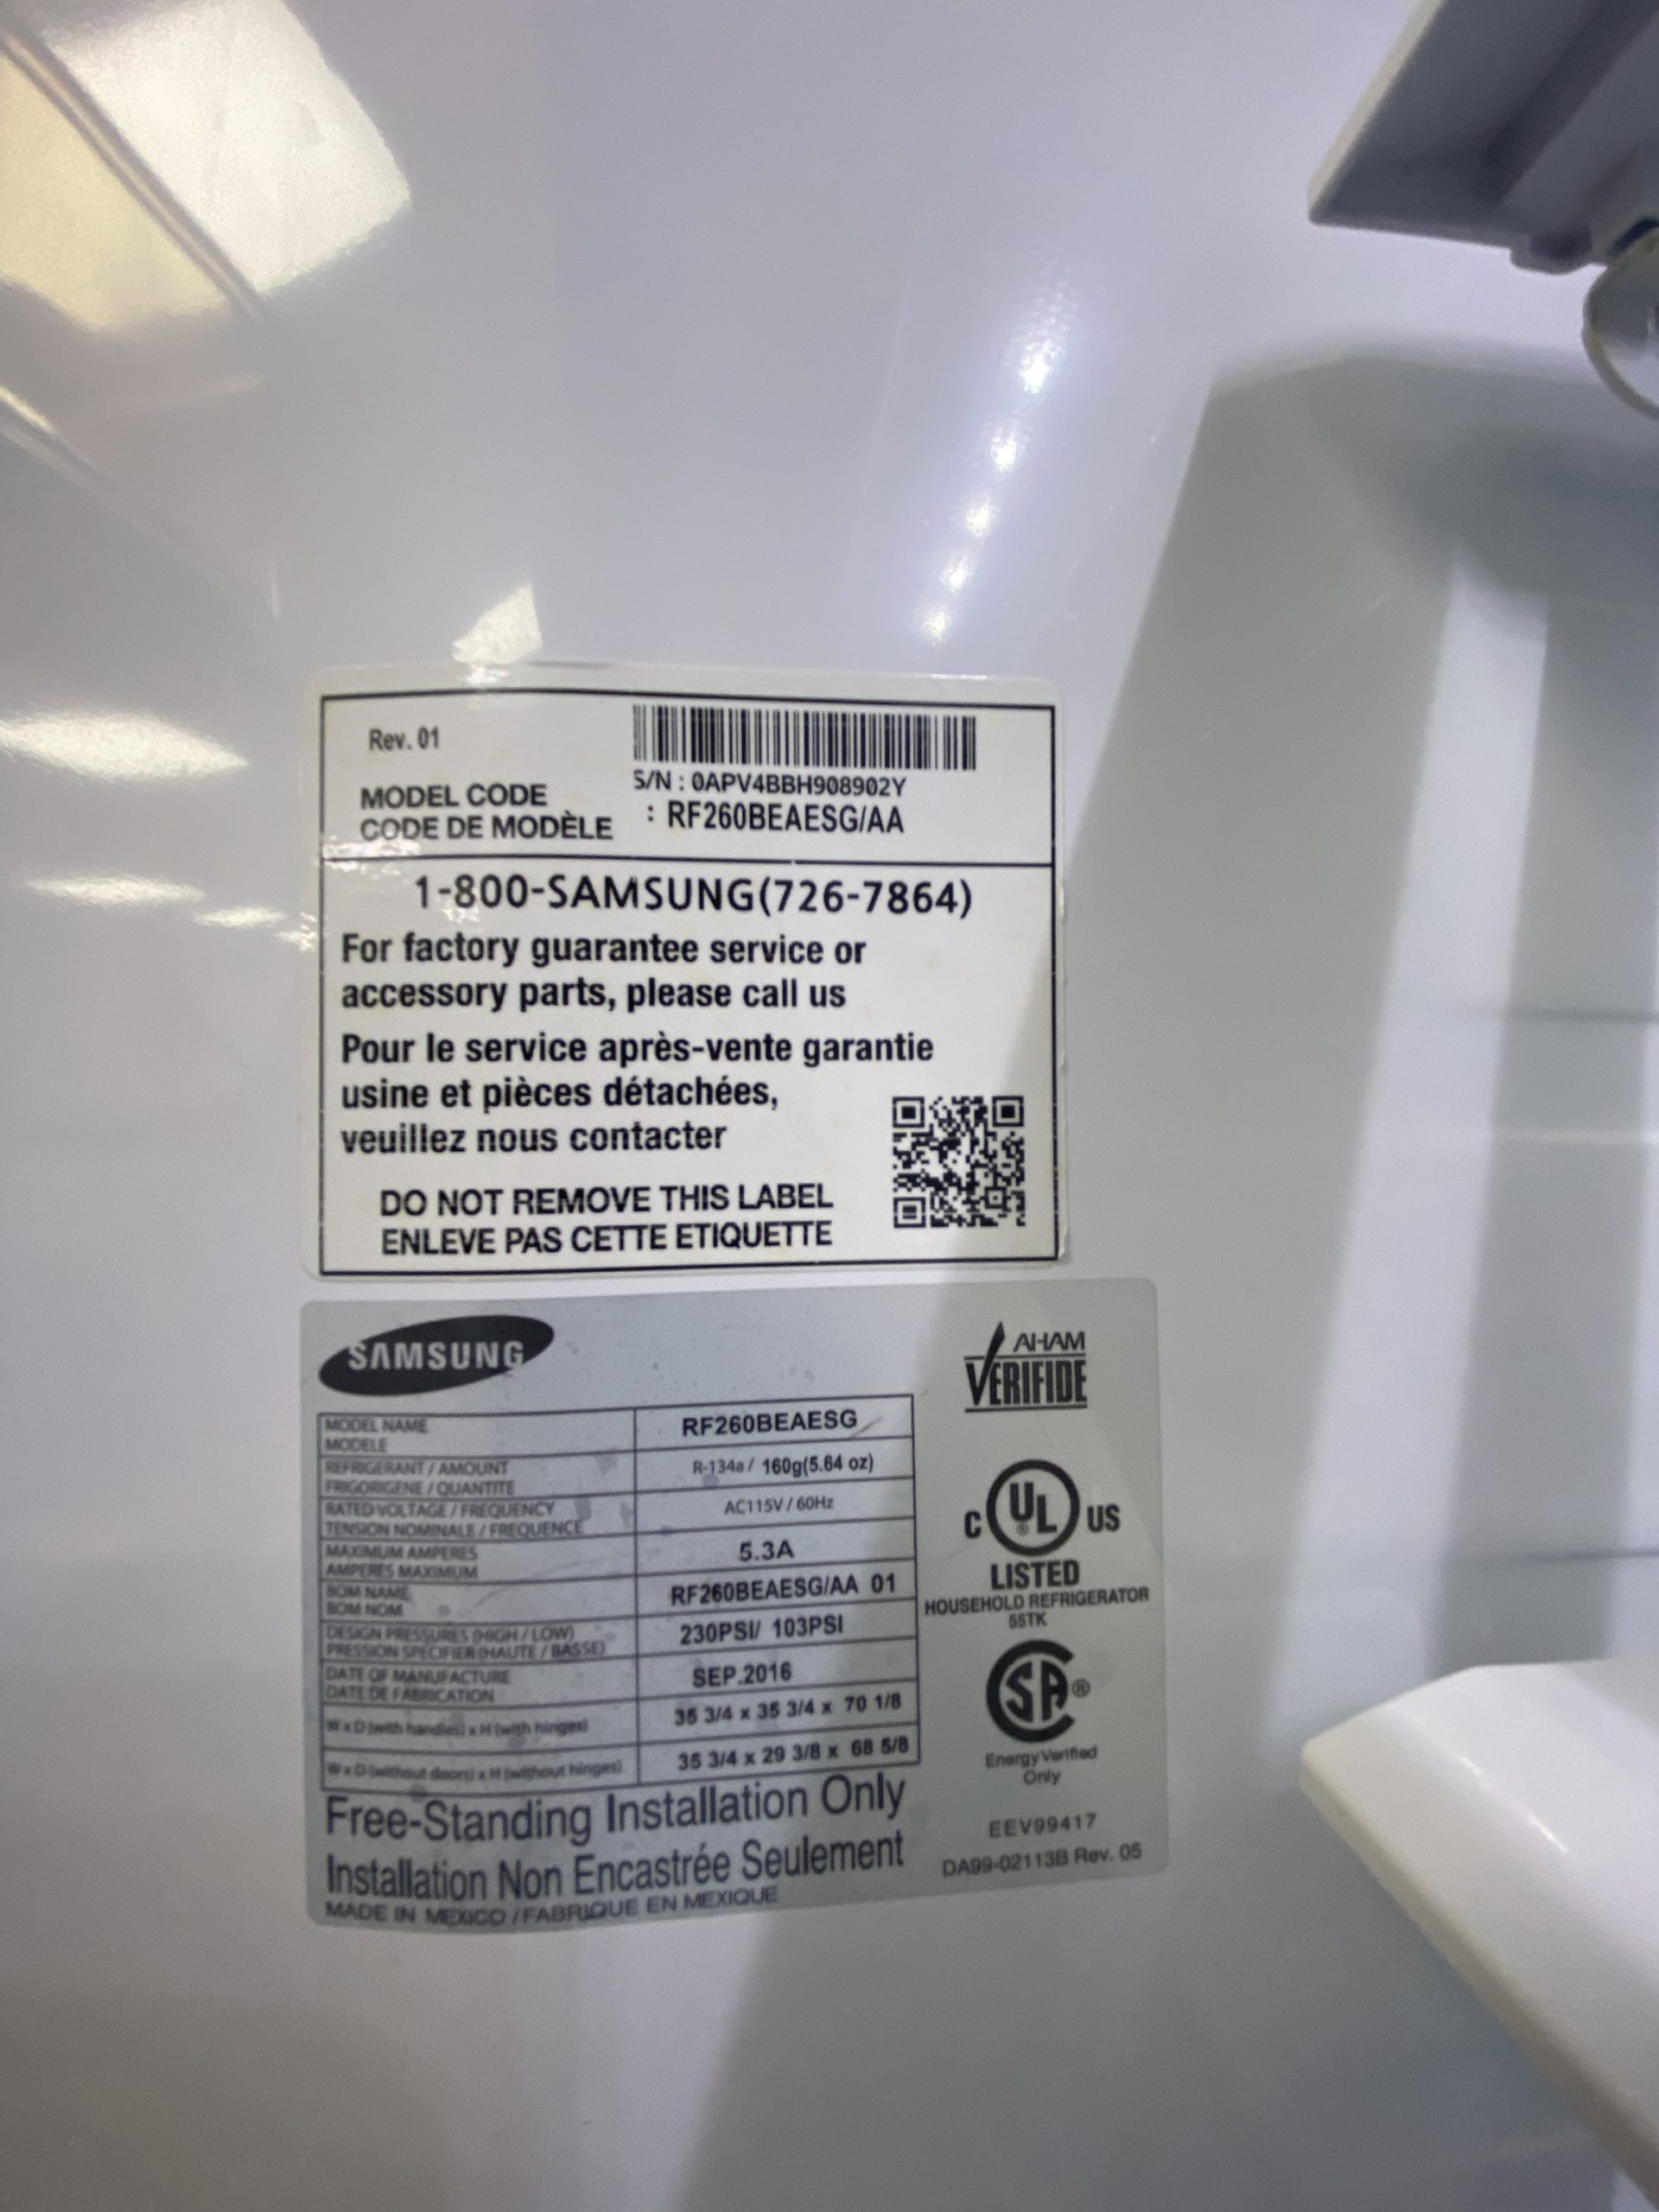 Rev. 01
S/N : 0APV4BBH908902Y
MODEL CODE
CODE DE MODÈLE : RF260BEAESG/AA
1-800-SAMSUNG(726-7864)
For factory guarantee service or
accessory parts, please call us
Pour le service après-vente garantie
usine et pièces détachées,
veuillez nous contacter
DO NOT REMOVE THIS LABEL
ENLEVE PAS CETTE ETIQUETTE
SAMSUNG
AHAM
VERIFIDE
MODEL NAME
MODELE
RF260BEAESG
REFRIGERANT / AMOUNT
FRIGORIGENE / QUANTITE
R-134a / 160g(5.64 oz)
RATED VOLTAGE / FREQUENCY
TENSION NOMINALE / FREQUENCE
AC115V / 60Hz
MAXIMUM AMPERES
AMPERES MAXIMUM
5.3A
BOM NAME
BOM NOM
RF260BEAESG/AA 01
DESIGN PRESSURES (HIGH / LOW)
PRESSION SPECIFIER (HAUTE / BASSE)
230PSI/ 103PSI
DATE OF MANUFACTURE
DATE DE FABRICATION
SEP.2016
W x D (with handles) x H (with hinges)
35 3/4 x 35 3/4 x 70 1/8
W x D (without doors) x H (without hinges)
35 3/4 x 29 3/8 x 68 5/8
C UL® US
LISTED
HOUSEHOLD REFRIGERATOR
55TK
SA®
Energy Verified
Only
EEV99417
DA99-02113B Rev. 05
Free-Standing Installation Only
Installation Non Encastrée Seulement
MADE IN MEXICO / FABRIQUE EN MEXIQUE